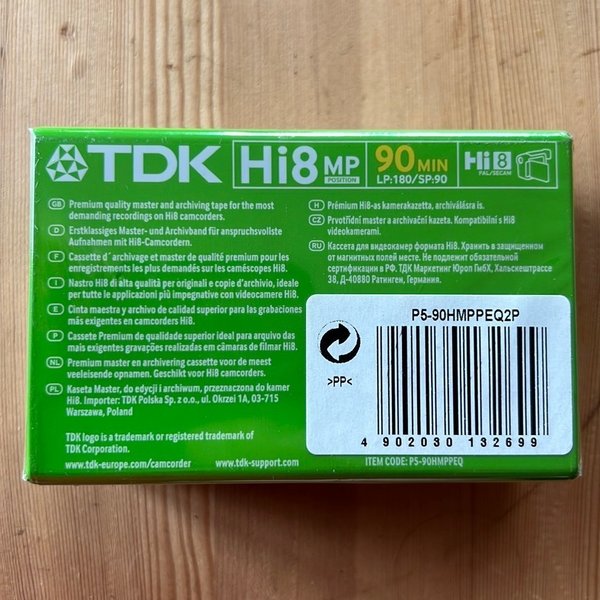 TDK Hi8 MP POSITION 90 MIN LP:180/SP:90 Hi8 PAL/SECAM
GB Premium quality master and archiving tape for the most
demanding recordings on Hi8 camcorders.
D Erstklassiges Master- und Archivband für anspruchsvollste
Aufnahmen mit Hi8-Camcordern.
F Cassette d'archivage et master de qualité premium pour les
enregistrements les plus demandés sur les caméscopes Hi8.
I Nastro Hi8 di alta qualità per originali e copie d'archivio, ideale
per tutte le applicazioni più impegnative con videocamere Hi8.
E Cinta maestra y archivo de calidad superior para las grabaciones
más exigentes en camcorders Hi8.
P Cassete Premium de qualidade superior ideal para arquivo das
mais exigentes gravações realizadas em câmaras de filmar Hi8.
NL Premium master en archivering cassette voor de meest
veeleisende opnamen. Geschikt voor Hi8 camcorders.
PL Kaseta Master, do edycji i archiwum, przeznaczona do kamer
Hi8. Importer: TDK Polska Sp. z o.o., ul. Okrzei 1A, 03-715
Warszawa, Poland
TDK logo is a trademark or registered trademark of
TDK Corporation.
www.tdk-europe.com/camcorder www.tdk-support.com
H Prémium Hi8-as kamerakazetta, archiválásra is.
CZ Prvotřídní master a archivační kazeta. Kompatibilní s Hi8
videokamerami.
RU Кассета для видеокамер формата Hi8. Хранить в защищенном
от магнитных полей месте. Не подлежит обязательной
сертификации в РФ. ТДК Маркетинг Юроп ГмбХ, Хальскештрассе
38, Д-40880 Ратинген, Германия.
P5-90HMPPEQ2P
>PP<
4 902030 132699
ITEM CODE: P5-90HMPPEQ